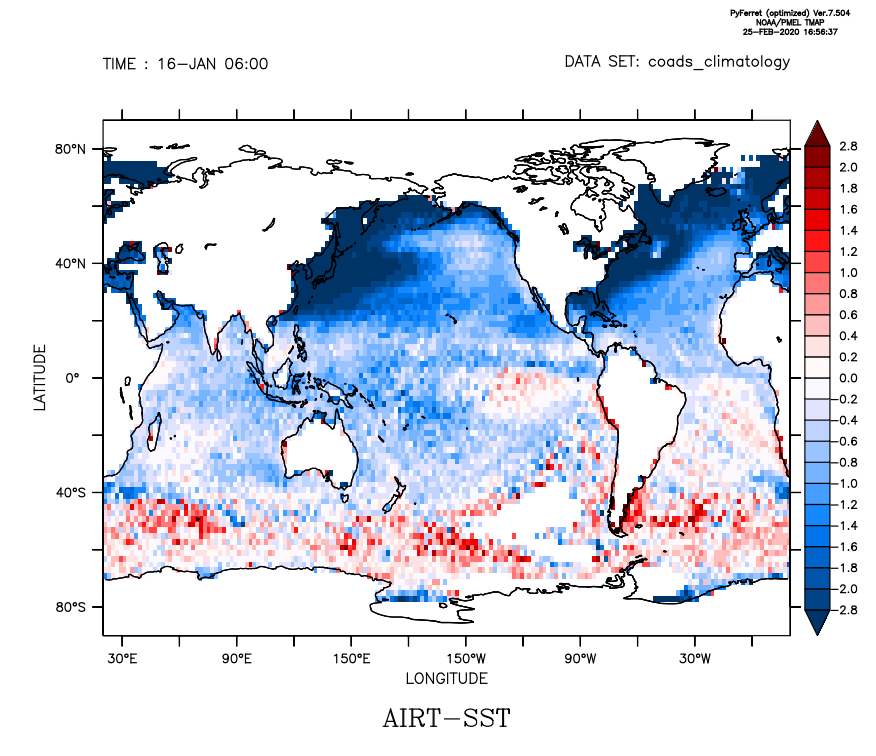 PyFerret (optimized) Ver.7.504
NOAA/PMEL TMAP
25-FEB-2020 16:56:37
TIME : 16-JAN 06:00
DATA SET: coads_climatology
80°N
40°N
0°
40°S
80°S
LATITUDE
30°E
90°E
150°E
150°W
90°W
30°W
LONGITUDE
2.8
2.0
1.8
1.6
1.4
1.2
1.0
0.8
0.6
0.4
0.2
0.0
-0.2
-0.4
-0.6
-0.8
-1.0
-1.2
-1.4
-1.6
-1.8
-2.0
-2.8
AIRT-SST